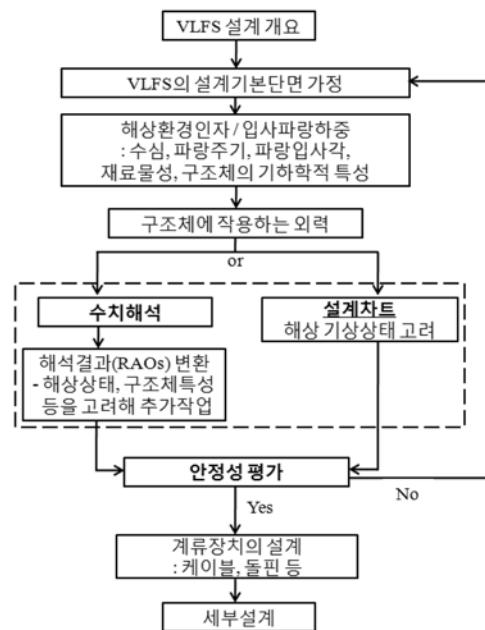 VLFS 설계 개요
VLFS의 설계기본단면 가정
해상환경인자 / 입사파랑하중
: 수심, 파랑주기, 파랑입사각,
재료물성, 구조체의 기하학적 특성
구조체에 작용하는 외력
or
수치해석
해석결과(RAOs) 변환
- 해상상태, 구조체특성
등을 고려해 추가작업
설계차트
해상 기상상태 고려
안정성 평가
No
Yes
계류장치의 설계
: 케이블, 돌핀 등
세부설계